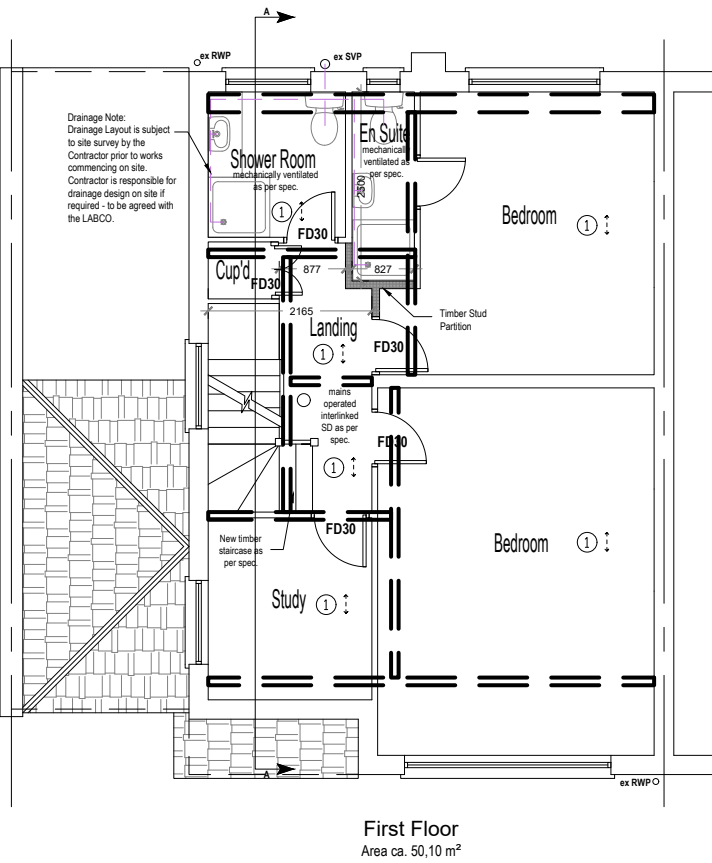 A
ex RWP
ex SVP
Drainage Note:
Drainage Layout is subject
to site survey by the
Contractor prior to works
commencing on site.
Contractor is responsible for
drainage design on site if
required - to be agreed with
the LABCO.
Shower Room
mechanically ventilated
as per spec.
1
FD30
En Suite
mechanically
ventilated as
per spec.
2500
Bedroom
1
Cup'd
FD30
877
827
2165
Landing
1
Timber Stud
Partition
FD30
mains
operated
interlinked
SD as per
spec.
1
FD30
New timber
staircase as
per spec.
FD30
Study
1
Bedroom
1
A
ex RWP
First Floor
Area ca. 50,10 m²